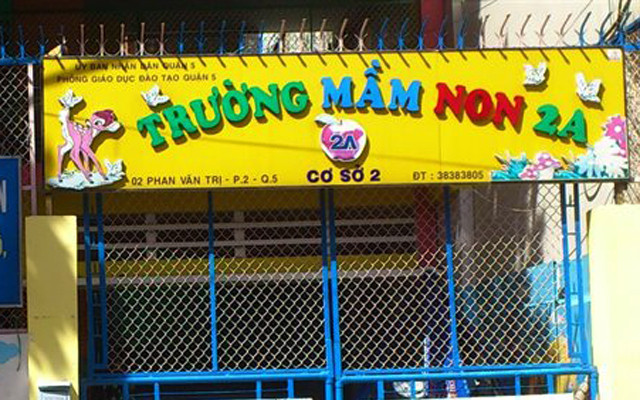 ỦY BAN NHÂN DÂN QUẬN 5
PHÒNG GIÁO DỤC ĐÀO TẠO QUẬN 5
TRƯỜNG MẦM NON 2A
2A
02 PHAN VĂN TRỊ - P.2 - Q.5
CƠ SỞ 2
ĐT : 38383805